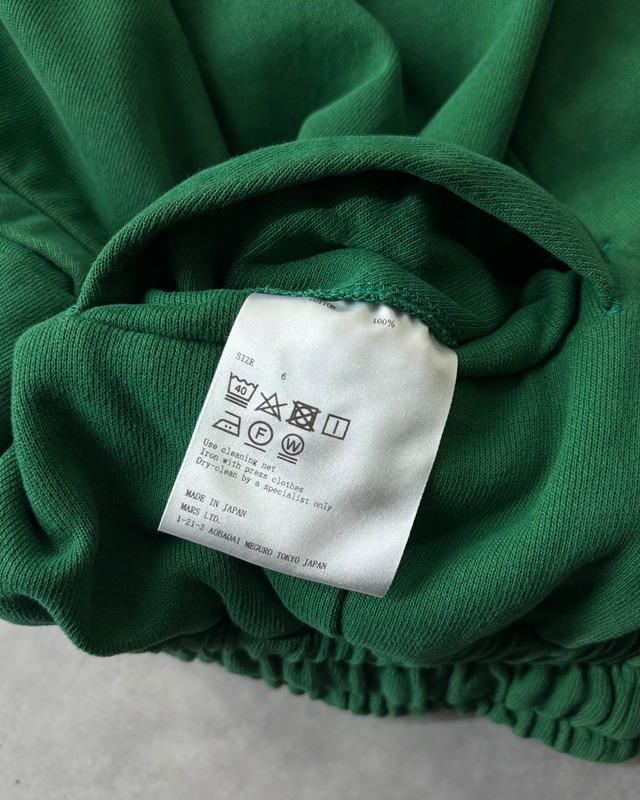 COTTON 100%
SIZE 6
40
F W
Use cleaning net
Iron with press clothes
Dry-clean by a specialist only
MADE IN JAPAN
MARS LTD.
1-21-3 AOBADAI MEGURO TOKYO JAPAN